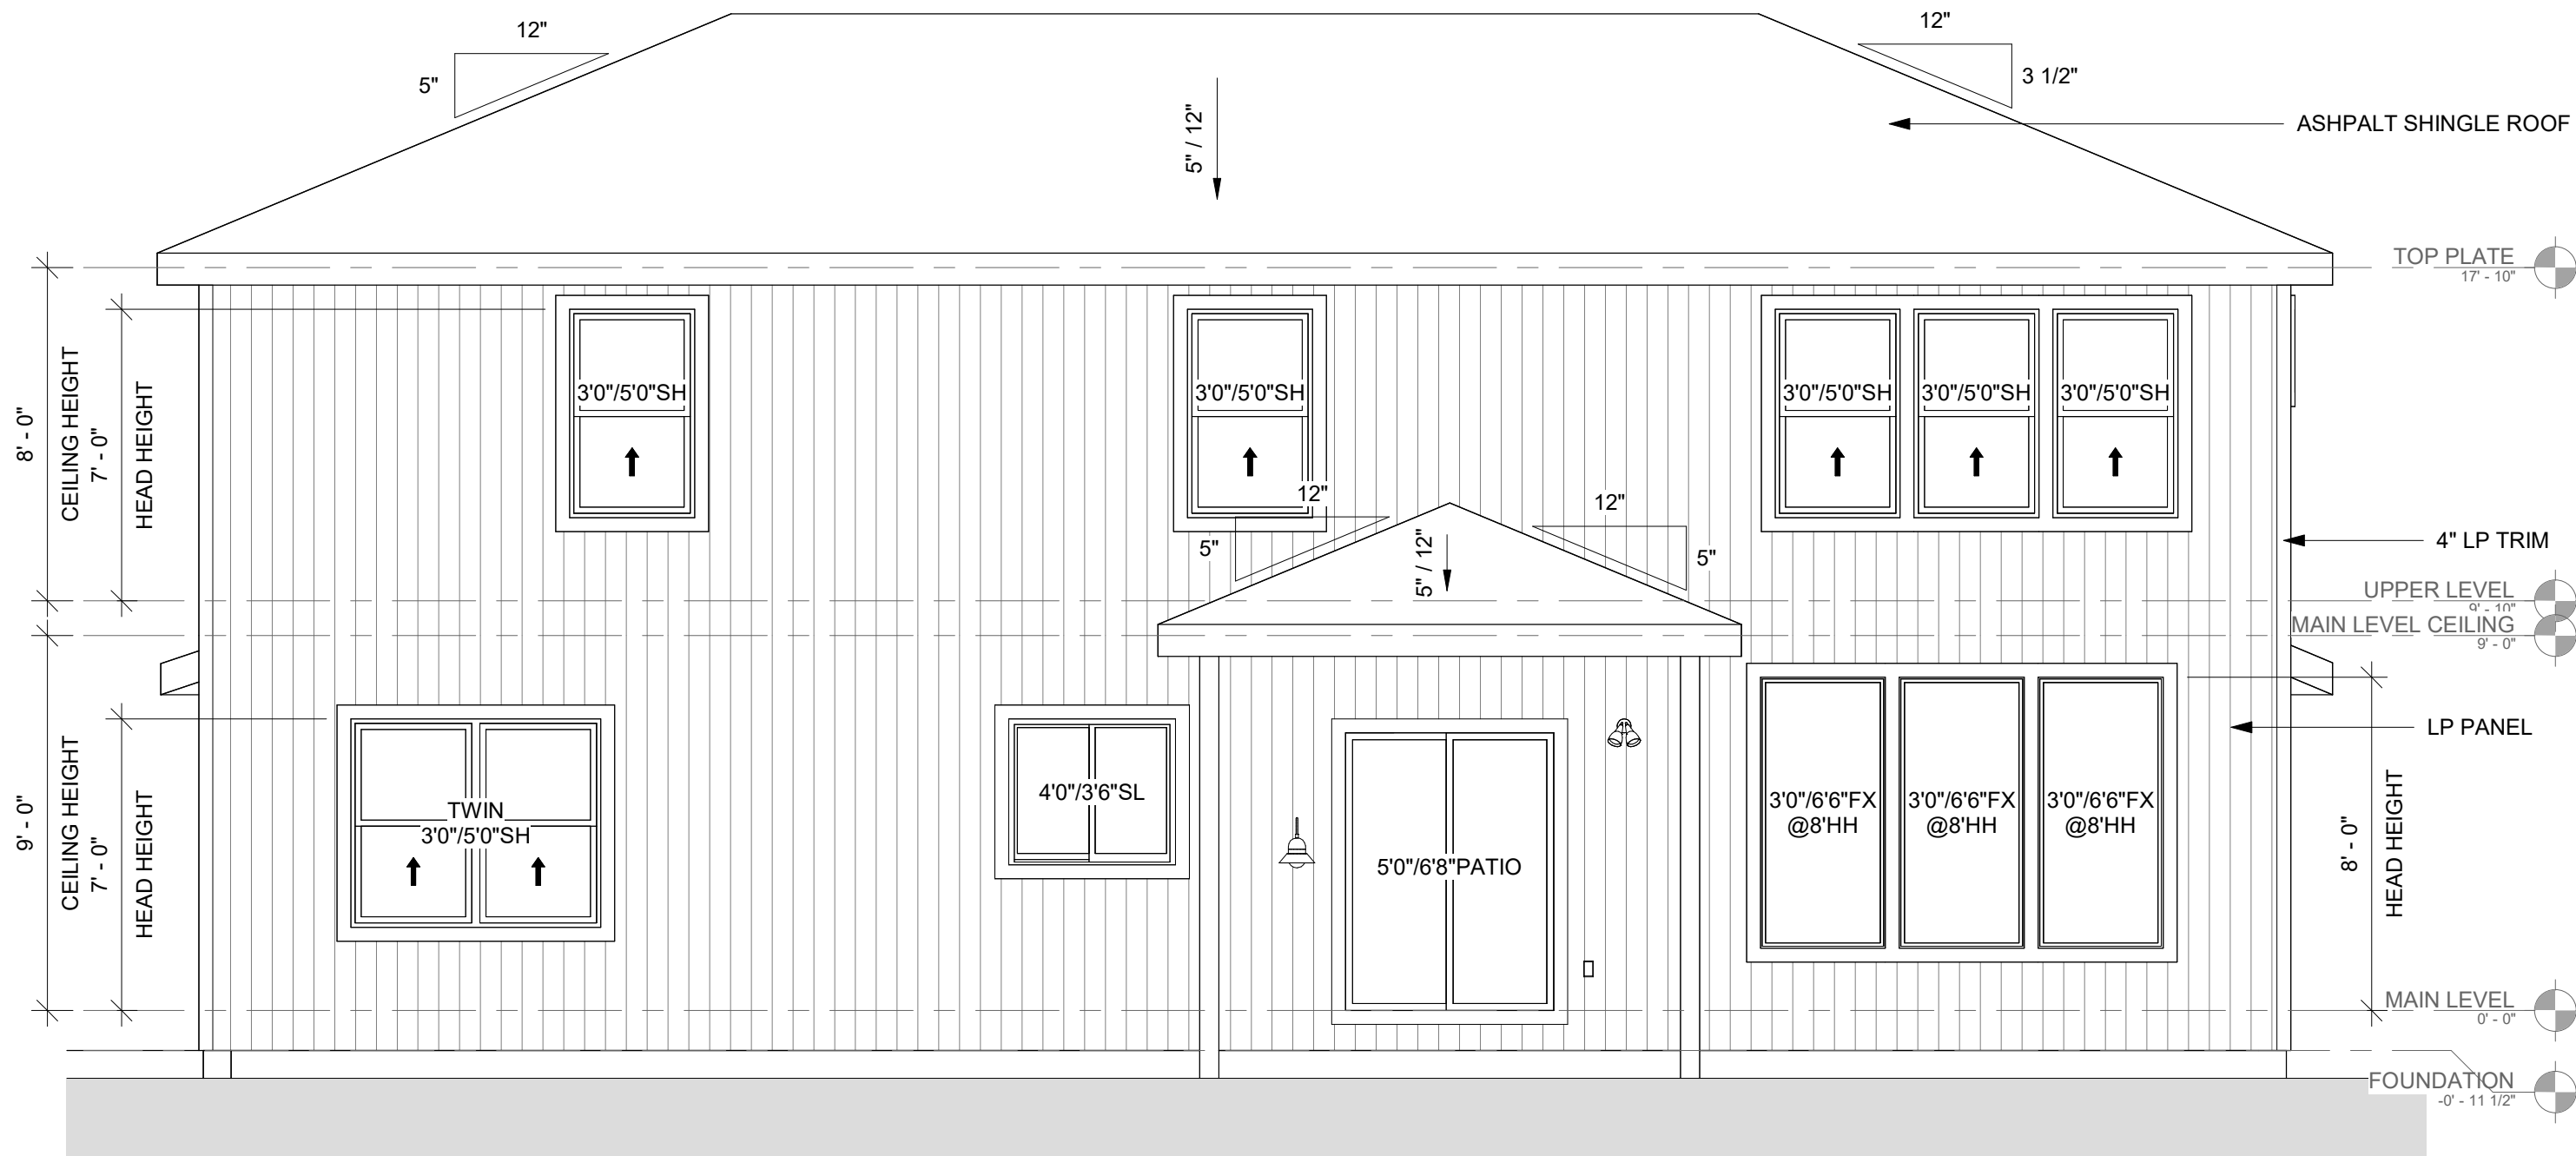 12"
5"
12"
3 1/2"
5" / 12"
ASHPALT SHINGLE ROOF
TOP PLATE
17' - 10"
8' - 0"
CEILING HEIGHT
7' - 0"
HEAD HEIGHT
3'0"/5'0"SH
3'0"/5'0"SH
3'0"/5'0"SH
3'0"/5'0"SH
3'0"/5'0"SH
12"
5"
12"
5"
5" / 12"
4" LP TRIM
UPPER LEVEL
9' - 10"
MAIN LEVEL CEILING
9' - 0"
LP PANEL
9' - 0"
CEILING HEIGHT
7' - 0"
HEAD HEIGHT
TWIN
3'0"/5'0"SH
4'0"/3'6"SL
5'0"/6'8"PATIO
3'0"/6'6"FX
@8'HH
3'0"/6'6"FX
@8'HH
3'0"/6'6"FX
@8'HH
8' - 0"
HEAD HEIGHT
MAIN LEVEL
0' - 0"
FOUNDATION
-0' - 11 1/2"